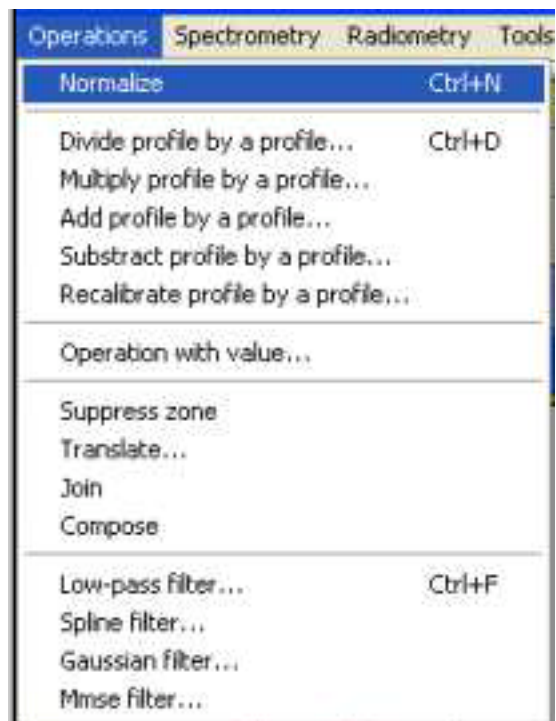 Operations Spectrometry Radiometry Tools
Normalize Ctrl+N
Divide profile by a profile... Ctrl+D
Multiply profile by a profile...
Add profile by a profile...
Substract profile by a profile...
Recalibrate profile by a profile...
Operation with value...
Suppress zone
Translate...
Join
Compose
Low-pass filter... Ctrl+F
Spline filter...
Gaussian filter...
Mmse filter...